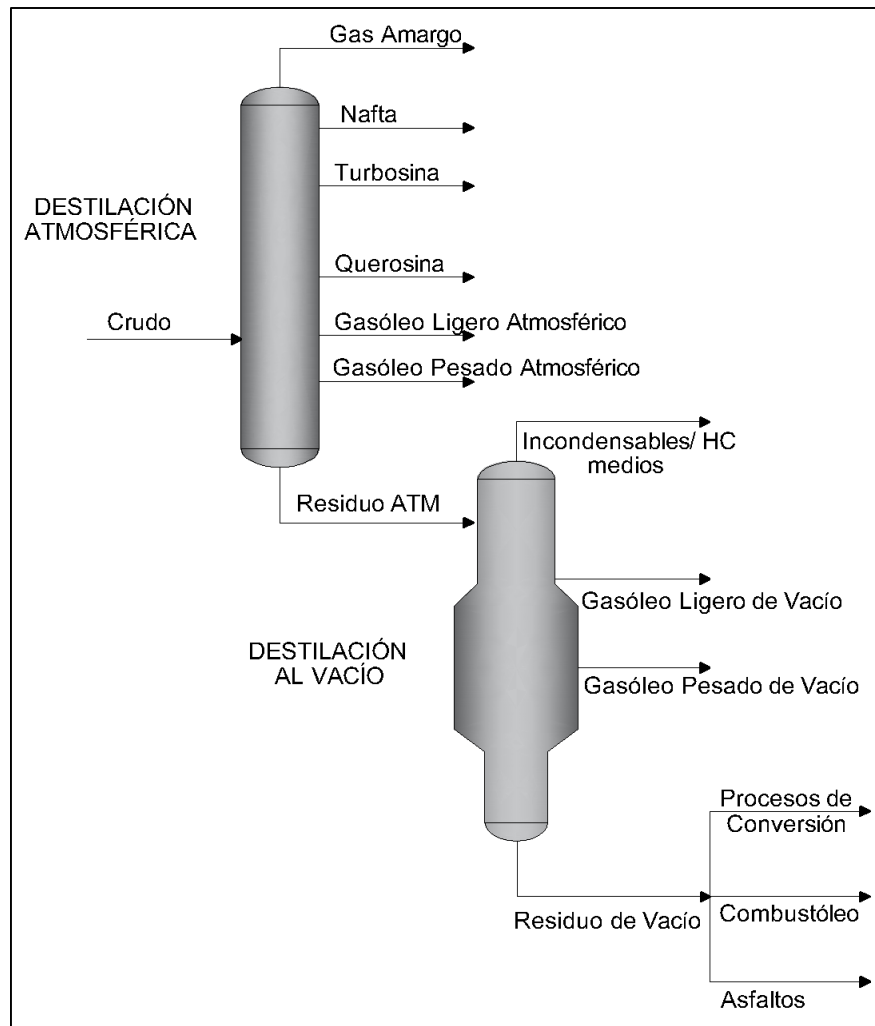 Gas Amargo
Nafta
Turbosina
DESTILACIÓN
ATMOSFÉRICA
Querosina
Crudo
Gasóleo Ligero Atmosférico
Gasóleo Pesado Atmosférico
Incondensables/ HC
medios
Residuo ATM
Gasóleo Ligero de Vacío
DESTILACIÓN
AL VACÍO
Gasóleo Pesado de Vacío
Procesos de
Conversión
Residuo de Vacío
Combustóleo
Asfaltos